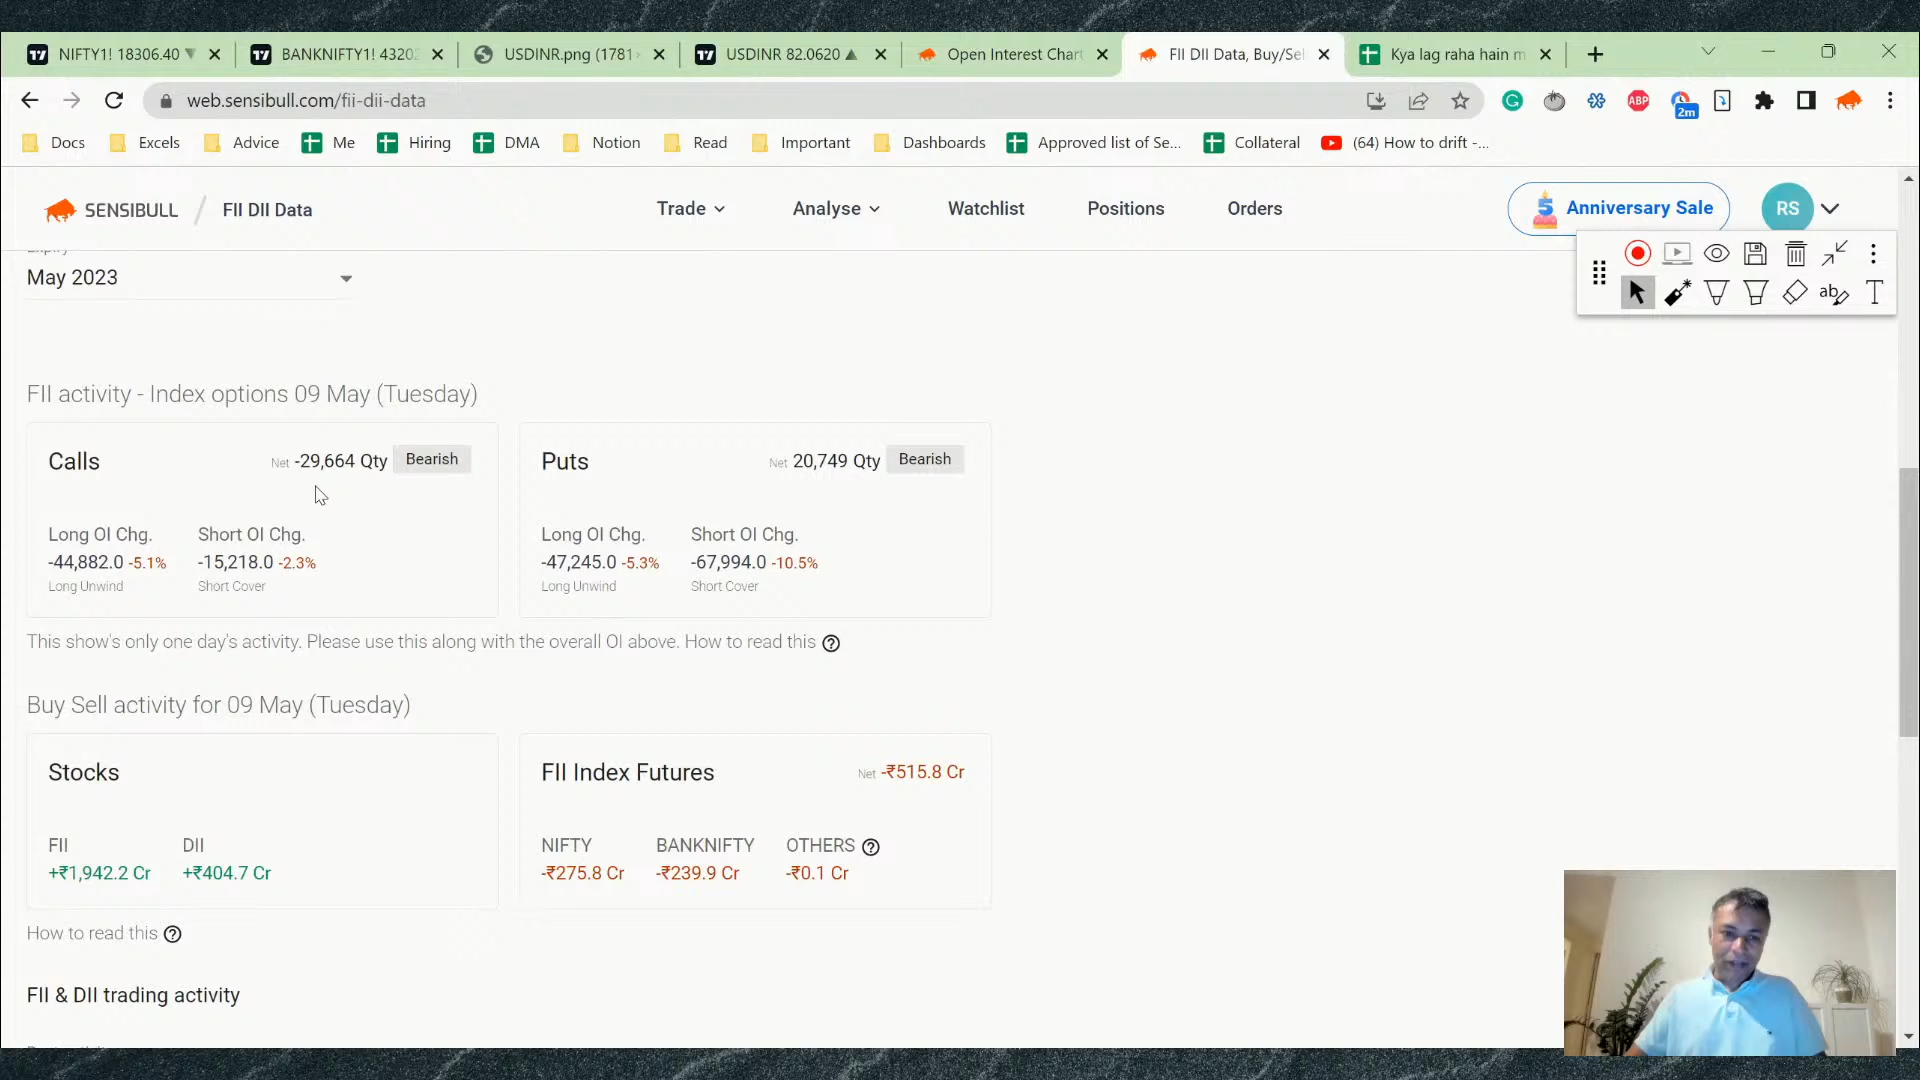 NIFTY1! 18306.40 ▼
BANKNIFTY1! 4320
USDINR.png (1781
USDINR 82.0620 ▲
Open Interest Chart
FII DII Data, Buy/Sel
Kya lag raha hain m
web.sensibull.com/fii-dii-data
ABP
2m
Docs
Excels
Advice
Me
Hiring
DMA
Notion
Read
Important
Dashboards
Approved list of Se...
Collateral
(64) How to drift -...
SENSIBULL / FII DII Data
Trade
Analyse
Watchlist
Positions
Orders
5 Anniversary Sale
RS
Expiry
May 2023
ab
T
FII activity - Index options 09 May (Tuesday)
Calls
Net -29,664 Qty Bearish
Long OI Chg. Short OI Chg.
-44,882.0 -5.1% -15,218.0 -2.3%
Long Unwind Short Cover
Puts
Net 20,749 Qty Bearish
Long OI Chg. Short OI Chg.
-47,245.0 -5.3% -67,994.0 -10.5%
Long Unwind Short Cover
This show's only one day's activity. Please use this along with the overall OI above. How to read this ?
Buy Sell activity for 09 May (Tuesday)
Stocks
FII DII
+₹1,942.2 Cr +₹404.7 Cr
FII Index Futures
Net -₹515.8 Cr
NIFTY BANKNIFTY OTHERS ?
-₹275.8 Cr -₹239.9 Cr -₹0.1 Cr
How to read this ?
FII & DII trading activity